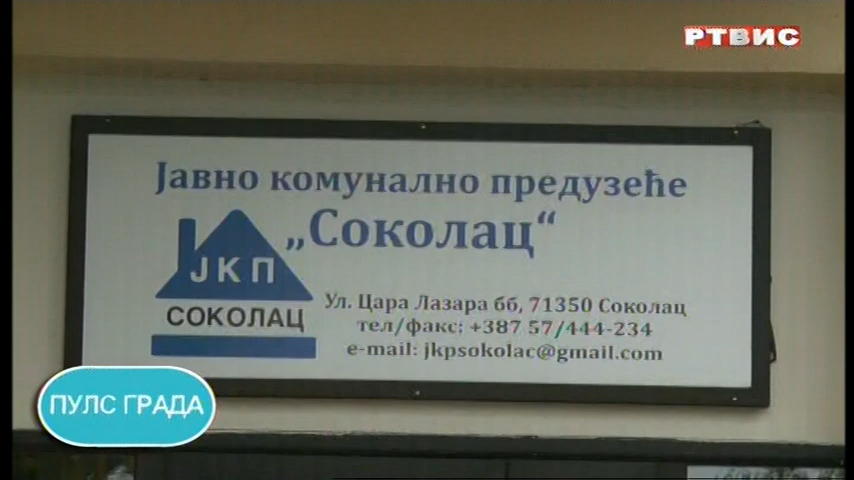 РТВИС
Јавно комунално предузеће
„Соколац“
ЈКП
СОКОЛАЦ
Ул. Цара Лазара бб, 71350 Соколац
тел/факс: +387 57/444-234
e-mail: jkpsokolac@gmail.com
ПУЛС ГРАДА